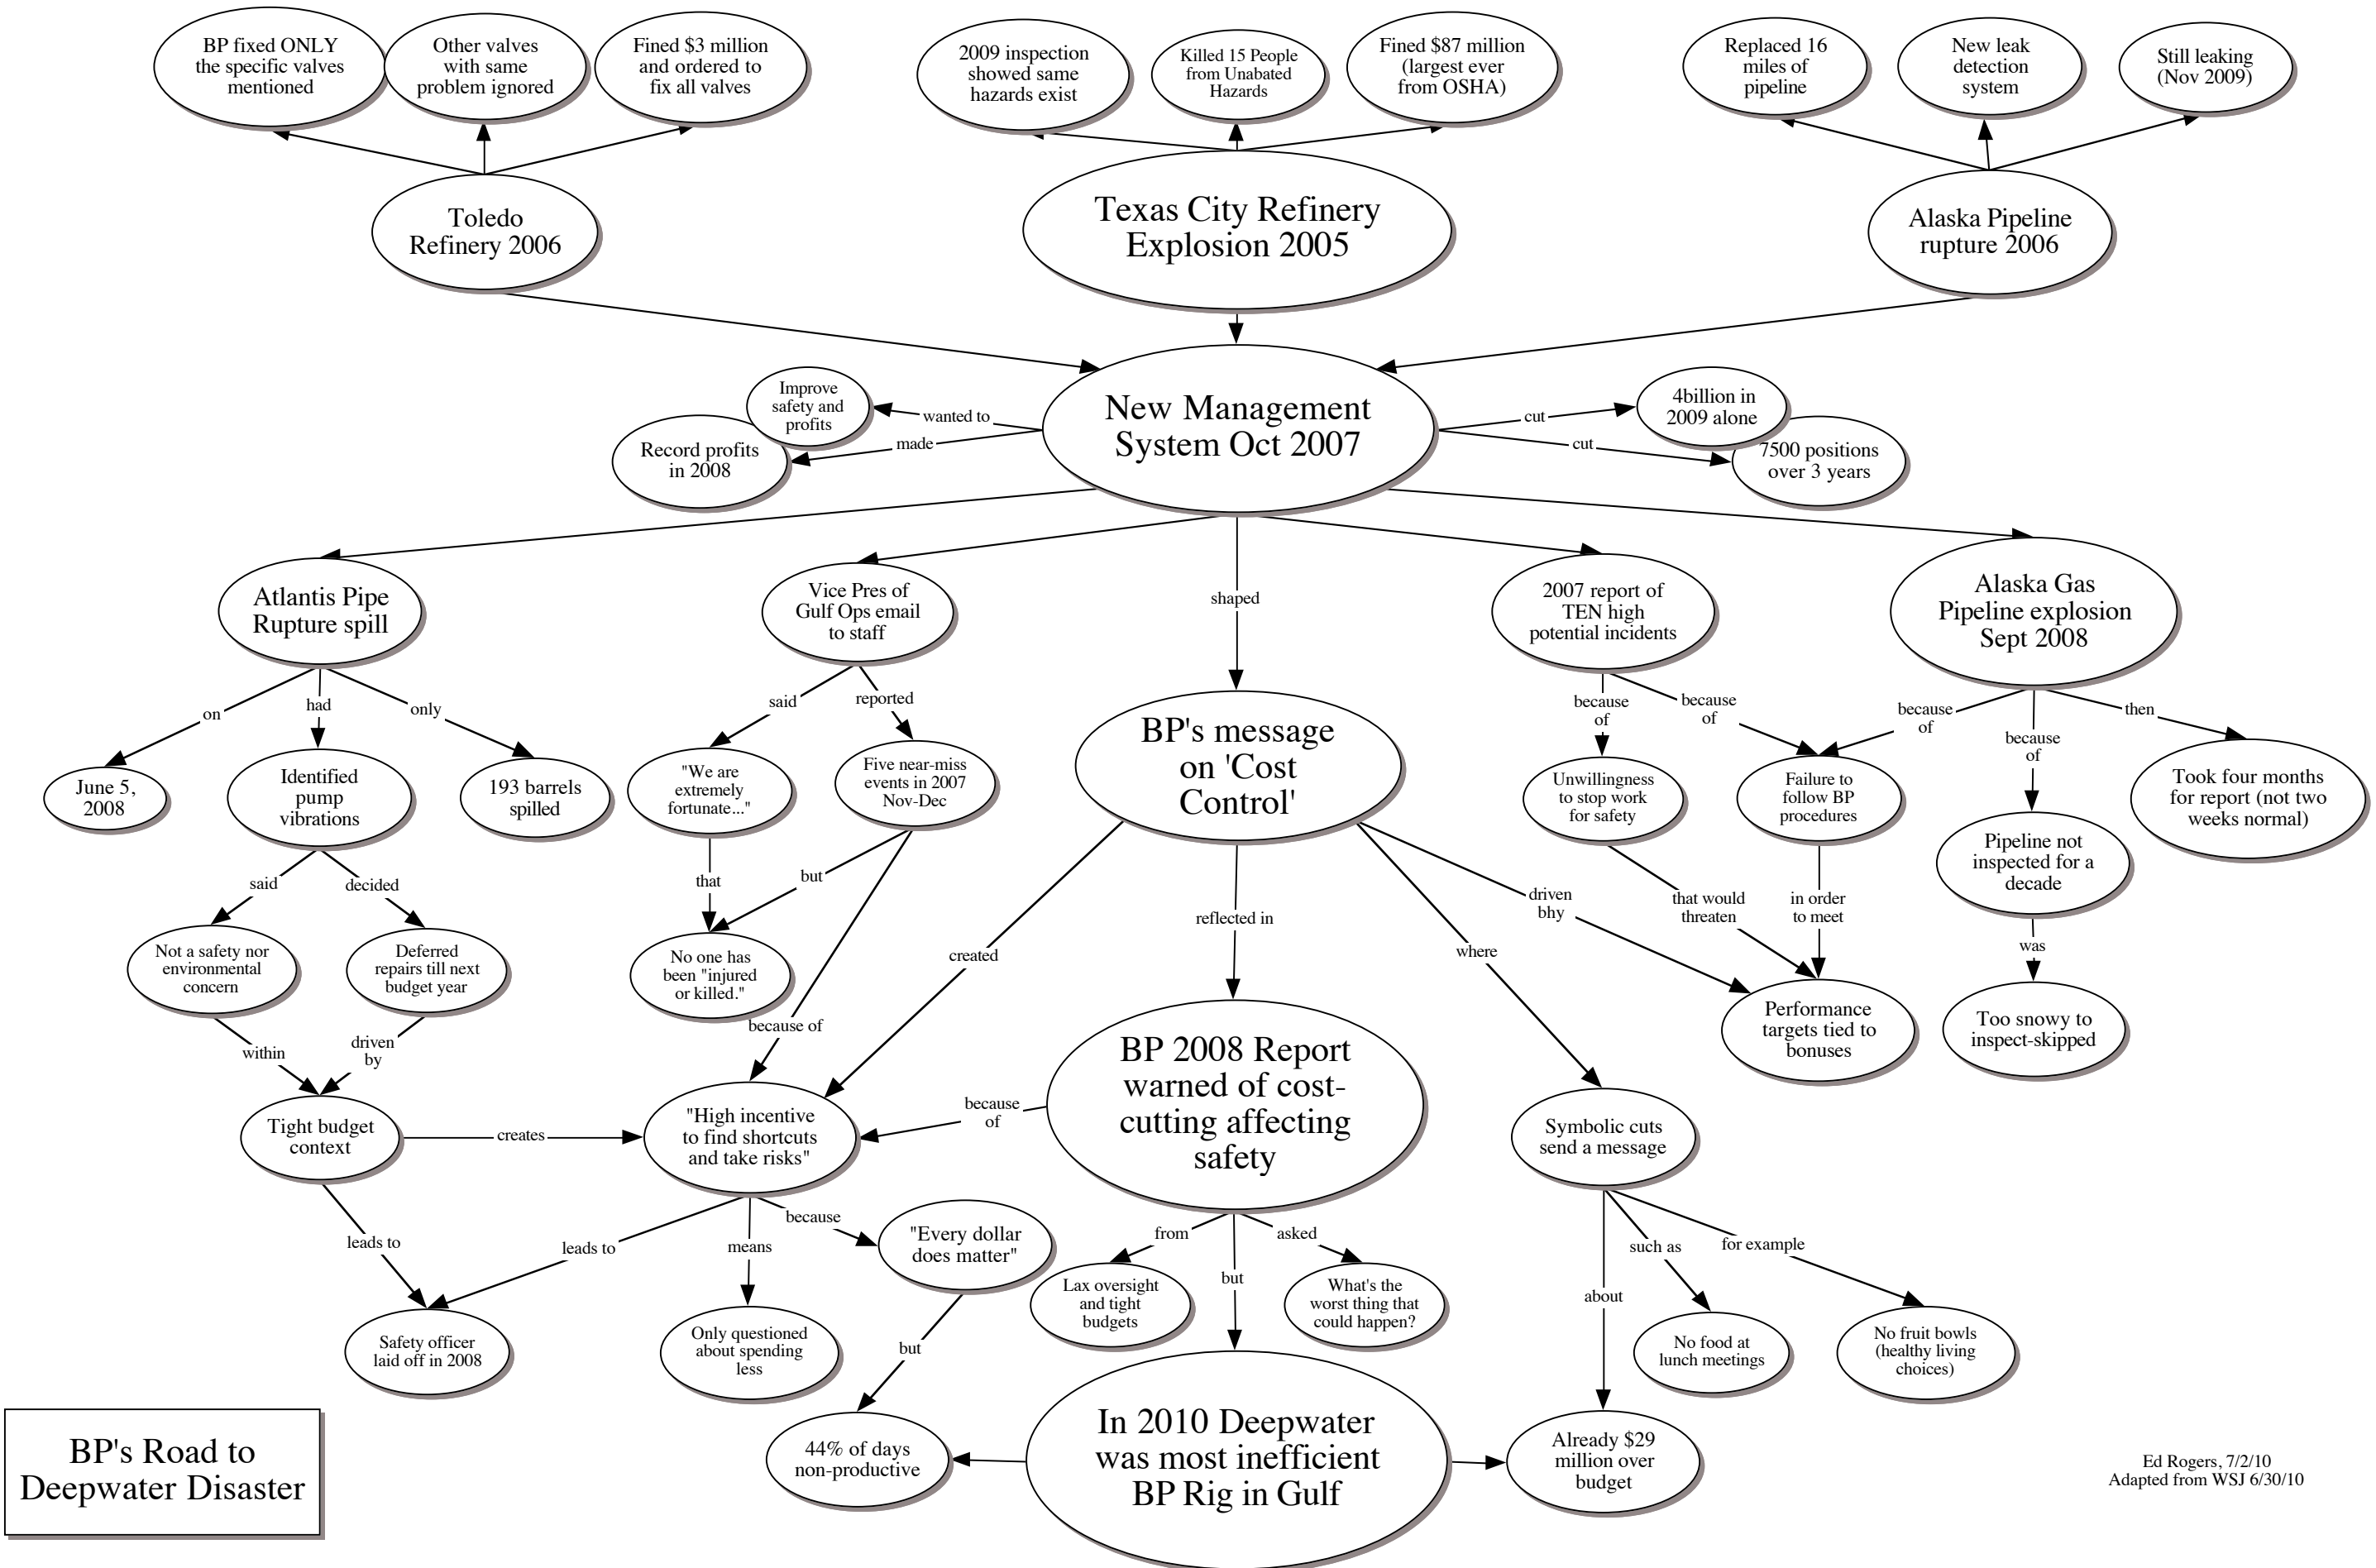 BP fixed ONLY
the specific valves
mentioned
Other valves
with same
problem ignored
Fined $3 million
and ordered to
fix all valves
2009 inspection
showed same
hazards exist
Killed 15 People
from Unabated
Hazards
Fined $87 million
(largest ever
from OSHA)
Replaced 16
miles of
pipeline
New leak
detection
system
Still leaking
(Nov 2009)
Toledo
Refinery 2006
Texas City Refinery
Explosion 2005
Alaska Pipeline
rupture 2006
Improve
safety and
profits
wanted to
Record profits
in 2008
made
New Management
System Oct 2007
cut
4billion in
2009 alone
cut
7500 positions
over 3 years
Atlantis Pipe
Rupture spill
Vice Pres of
Gulf Ops email
to staff
shaped
2007 report of
TEN high
potential incidents
Alaska Gas
Pipeline explosion
Sept 2008
on
had
only
said
reported
because
of
because
of
because
of
because
of
then
June 5,
2008
Identified
pump
vibrations
193 barrels
spilled
"We are
extremely
fortunate..."
Five near-miss
events in 2007
Nov-Dec
BP's message
on 'Cost
Control'
Unwillingness
to stop work
for safety
Failure to
follow BP
procedures
Pipeline not
inspected for a
decade
Took four months
for report (not two
weeks normal)
said
decided
that
but
created
reflected in
where
driven
bhy
that would
threaten
in order
to meet
was
Not a safety nor
environmental
concern
Deferred
repairs till next
budget year
No one has
been "injured
or killed."
because of
Performance
targets tied to
bonuses
Too snowy to
inspect-skipped
within
driven
by
BP 2008 Report
warned of cost-
cutting affecting
safety
Tight budget
context
creates
"High incentive
to find shortcuts
and take risks"
because
of
Symbolic cuts
send a message
leads to
leads to
means
because
"Every dollar
does matter"
from
but
asked
about
such as
for example
Lax oversight
and tight
budgets
What's the
worst thing that
could happen?
Safety officer
laid off in 2008
Only questioned
about spending
less
but
No food at
lunch meetings
No fruit bowls
(healthy living
choices)
44% of days
non-productive
In 2010 Deepwater
was most inefficient
BP Rig in Gulf
Already $29
million over
budget
BP's Road to
Deepwater Disaster
Ed Rogers, 7/2/10
Adapted from WSJ 6/30/10